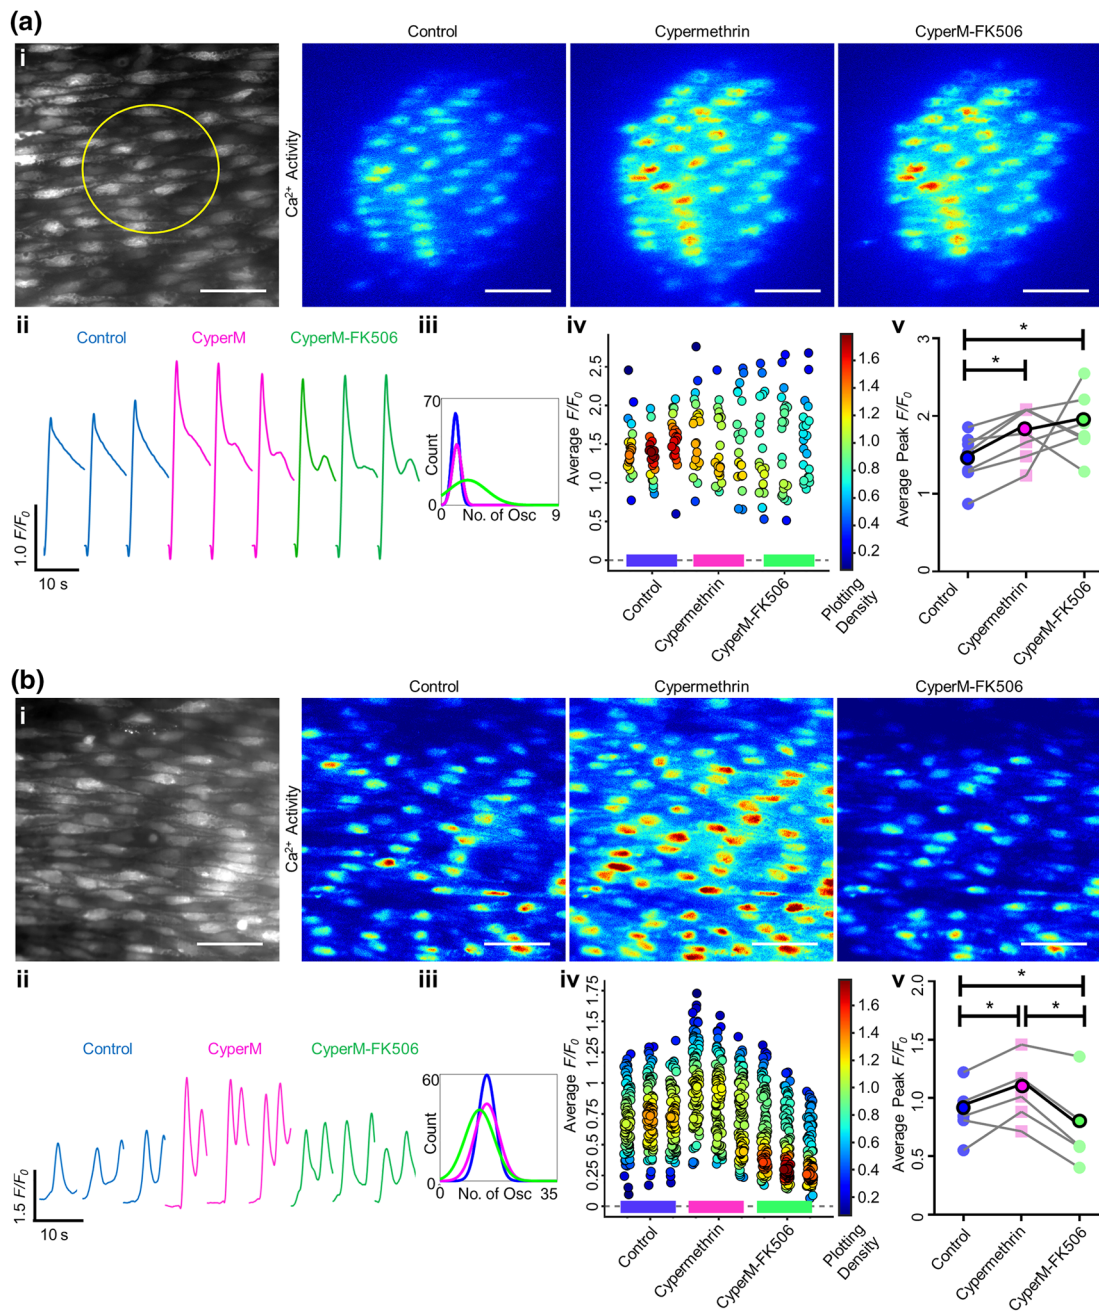 (a)
Control
Cypermethrin
CyperM-FK506
i
Ca2+ Activity
ii
Control
CyperM
CyperM-FK506
1.0 F/F0
10 s
iii
70
Count
0
0
No. of Osc
9
iv
Average F/F0
2.5
2.0
1.5
1.0
0.5
0
Control
Cypermethrin
CyperM-FK506
1.6
1.4
1.2
1.0
0.8
0.6
0.4
0.2
Plotting
Density
v
Average Peak F/F0
3
2
1
0
*
*
Control
Cypermethrin
CyperM-FK506
(b)
Control
Cypermethrin
CyperM-FK506
i
Ca2+ Activity
ii
Control
CyperM
CyperM-FK506
1.5 F/F0
10 s
iii
60
Count
0
0
No. of Osc
35
iv
Average F/F0
1.75
1.5
1.25
1
0.75
0.5
0.25
0
Control
Cypermethrin
CyperM-FK506
1.6
1.4
1.2
1.0
0.8
0.6
0.4
0.2
Plotting
Density
v
Average Peak F/F0
2.0
1.5
1.0
0.5
0
*
*
*
Control
Cypermethrin
CyperM-FK506